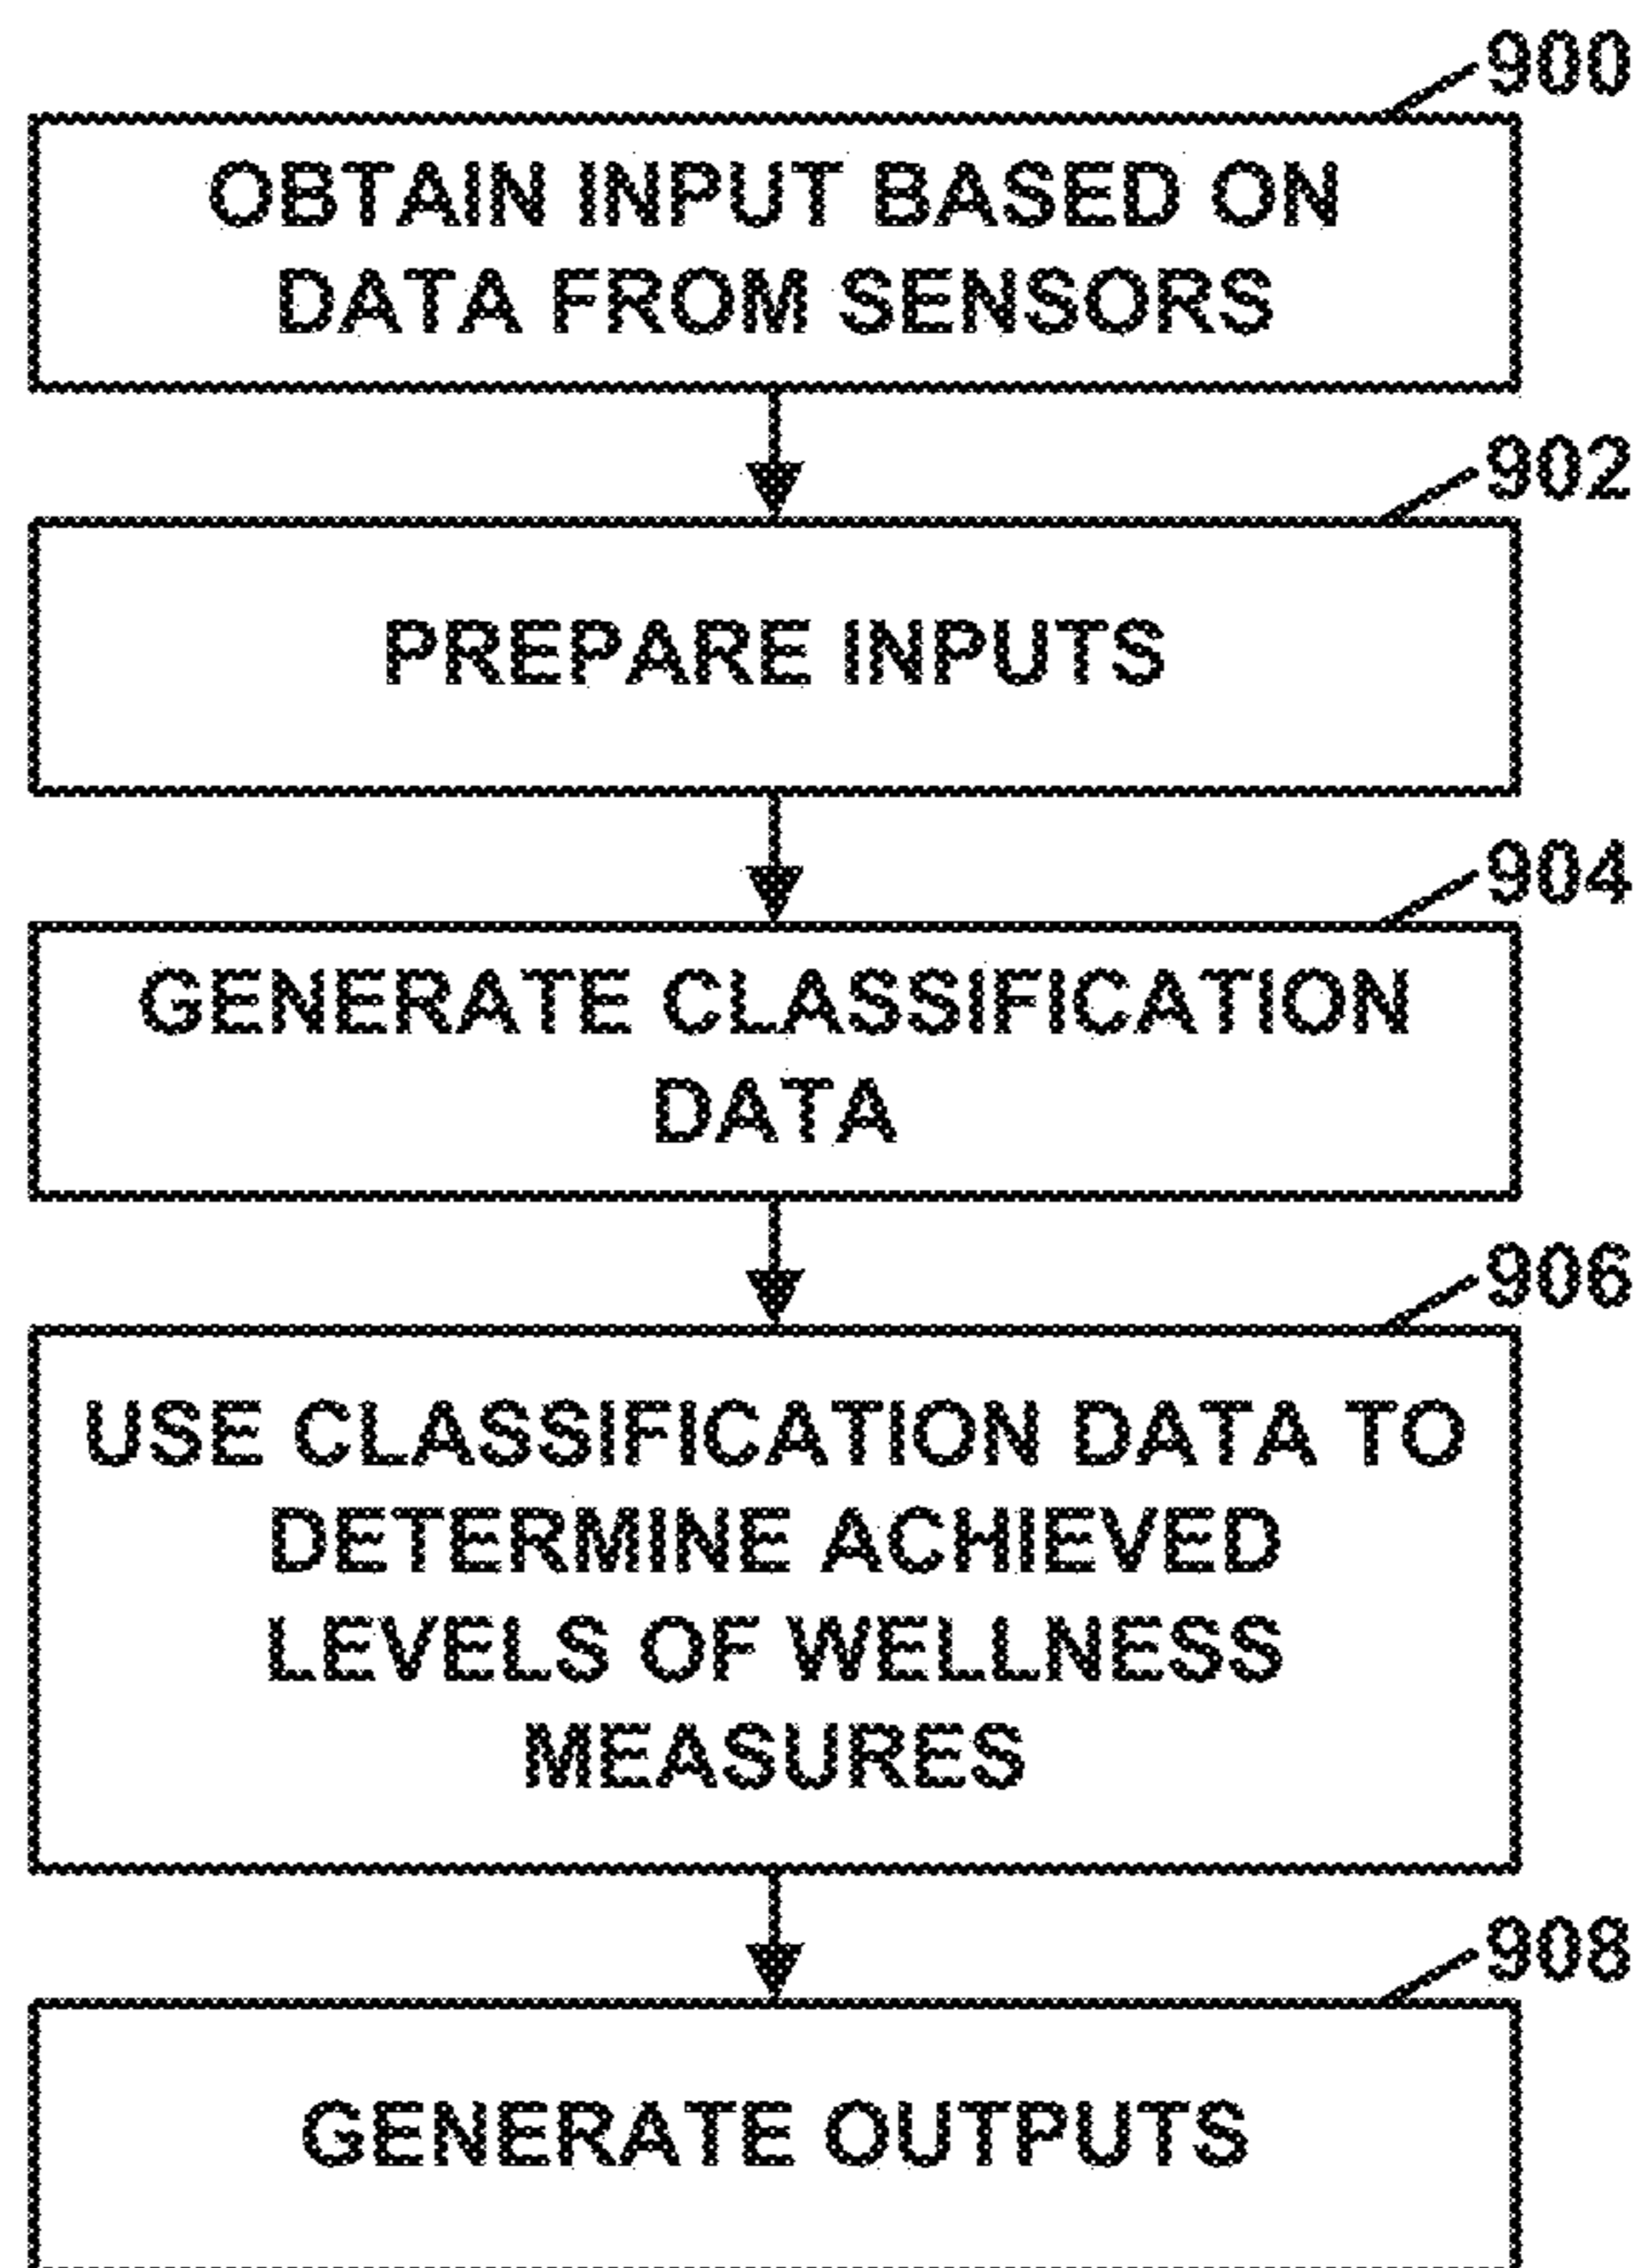 900
OBTAIN INPUT BASED ON
DATA FROM SENSORS
902
PREPARE INPUTS
904
GENERATE CLASSIFICATION
DATA
906
USE CLASSIFICATION DATA TO
DETERMINE ACHIEVED
LEVELS OF WELLNESS
MEASURES
908
GENERATE OUTPUTS